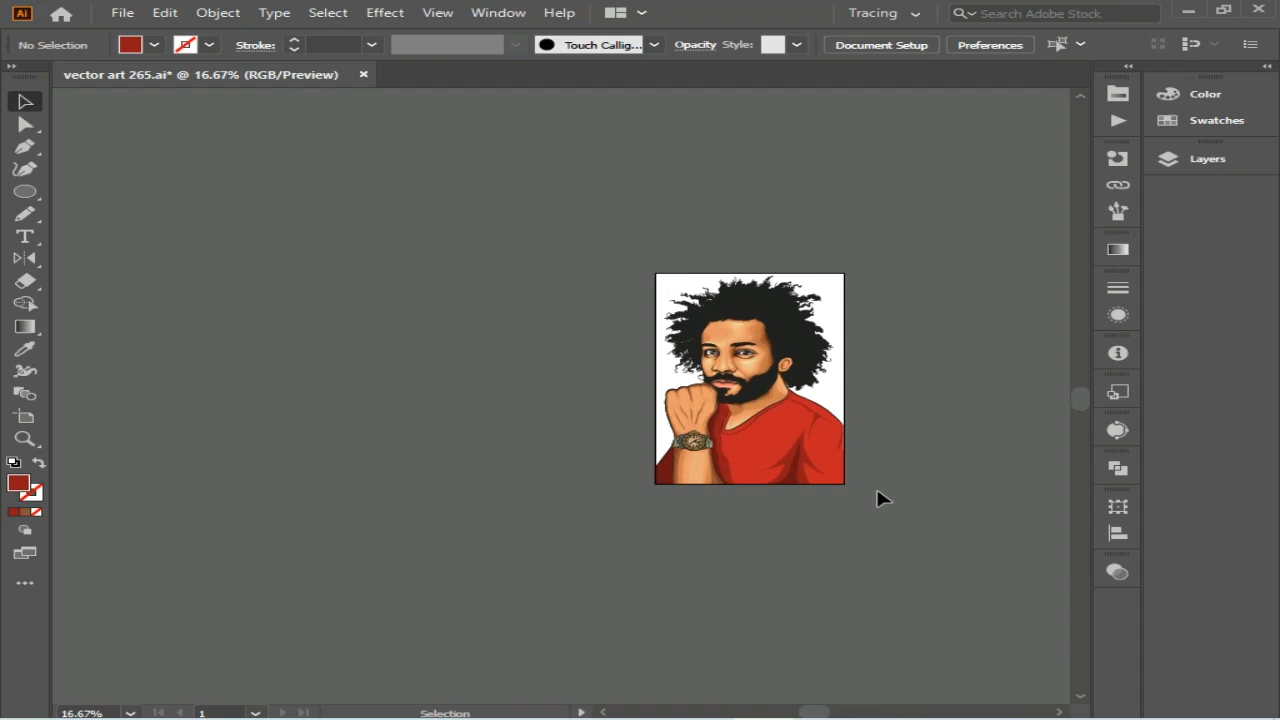 Ai File Edit Object Type Select Effect View Window Help Tracing Search Adobe Stock
No Selection Stroke: Touch Callig... Opacity Style: Document Setup Preferences
vector art 265.ai* @ 16.67% (RGB/Preview) ×
Color
Swatches
Layers
16.67% 1 Selection